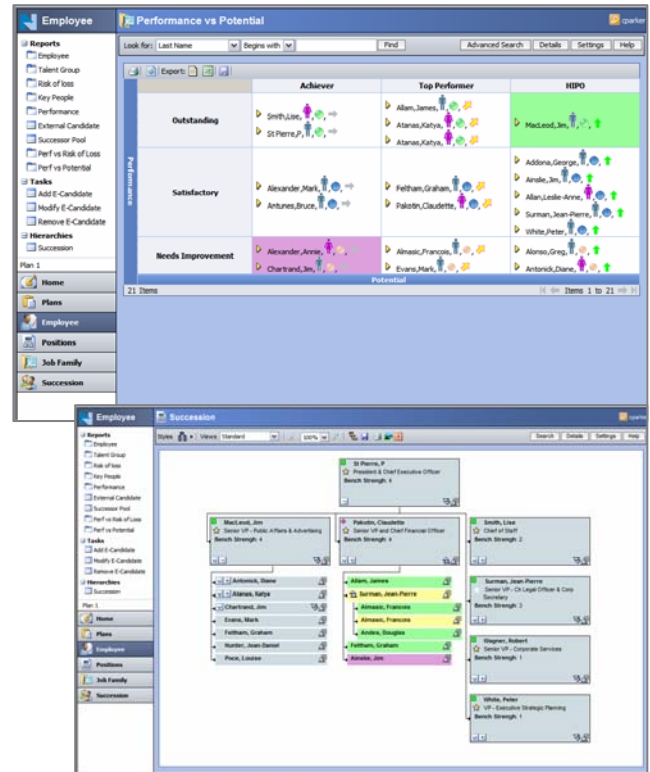 Employee
Performance vs Potential
cparker
Reports
Employee
Talent Group
Risk of loss
Key People
Performance
External Candidate
Successor Pool
Perf vs Risk of Loss
Perf vs Potential
Tasks
Add E-Candidate
Modify E-Candidate
Remove E-Candidate
Hierarchies
Succession
Plan 1
Home
Plans
Employee
Positions
Job Family
Succession
Look for: Last Name Begins with Find Advanced Search Details Settings Help
Export:
Achiever Top Performer HIPO
Performance
Outstanding
Smith,Lise,
St Pierre,P,
Allam,James,
Atanas,Katya,
Atanas,Katya,
MacLeod,Jim,
Satisfactory
Alexander,Mark,
Antunes,Bruce,
Feltham,Graham,
Pakotin,Claudette,
Addona,George,
Ainslie,Jim,
Allan,Leslie-Anne,
Surman,Jean-Pierre,
White,Peter,
Needs Improvement
Alexander,Annie,
Chartrand,Jim,
Almasic,Francois,
Evans,Mark,
Alonso,Greg,
Antonick,Diane,
Potential
21 Items Items 1 to 21
Employee
Succession
cparker
Reports
Employee
Talent Group
Risk of loss
Key People
Performance
External Candidate
Successor Pool
Perf vs Risk of Loss
Perf vs Potential
Tasks
Add E-Candidate
Modify E-Candidate
Remove E-Candidate
Hierarchies
Succession
Plan 1
Home
Plans
Employee
Positions
Job Family
Succession
Styles Views Standard 100% Search Details Settings Help
St Pierre, P
President & Chief Executive Officer
Bench Strength: 4
MacLeod, Jim
Senior VP - Public Affairs & Advertising
Bench Strength: 4
Antonick, Diane
Atanas, Katya
Chartrand, Jim
Evans, Mark
Feltham, Graham
Hunter, Jean-Daniel
Poce, Louise
Pakotin, Claudette
Senior VP and Chief Financial Officer
Bench Strength: 4
Allam, James
Surman, Jean-Pierre
Almasic, Francois
Almasic, Francois
Andre, Douglas
Feltham, Graham
Ainslie, Jim
Smith, Lise
Chief of Staff
Bench Strength: 2
Surman, Jean-Pierre
Senior VP - Ch Legal Officer & Corp
Secretary
Bench Strength: 3
Wagner, Robert
Senior VP - Corporate Services
Bench Strength: 1
White, Peter
VP - Executive Strategic Planning
Bench Strength: 1